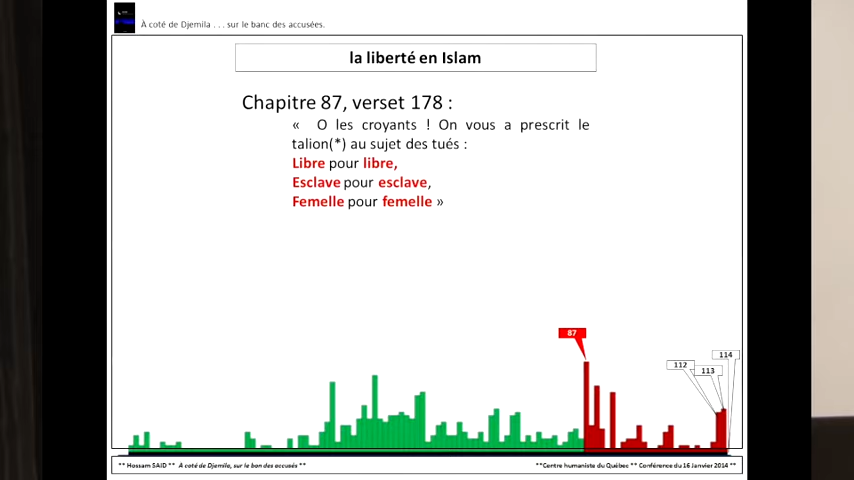 À coté de Djemila . . . sur le banc des accusées.
la liberté en Islam
Chapitre 87, verset 178 :
« O les croyants ! On vous a prescrit le
talion(*) au sujet des tués :
Libre pour libre,
Esclave pour esclave,
Femelle pour femelle »
87
114
112
113
** Hossam SAID ** À coté de Djemila, sur le ban des accusés **
**Centre humaniste du Québec ** Conférence du 16 Janvier 2014 **